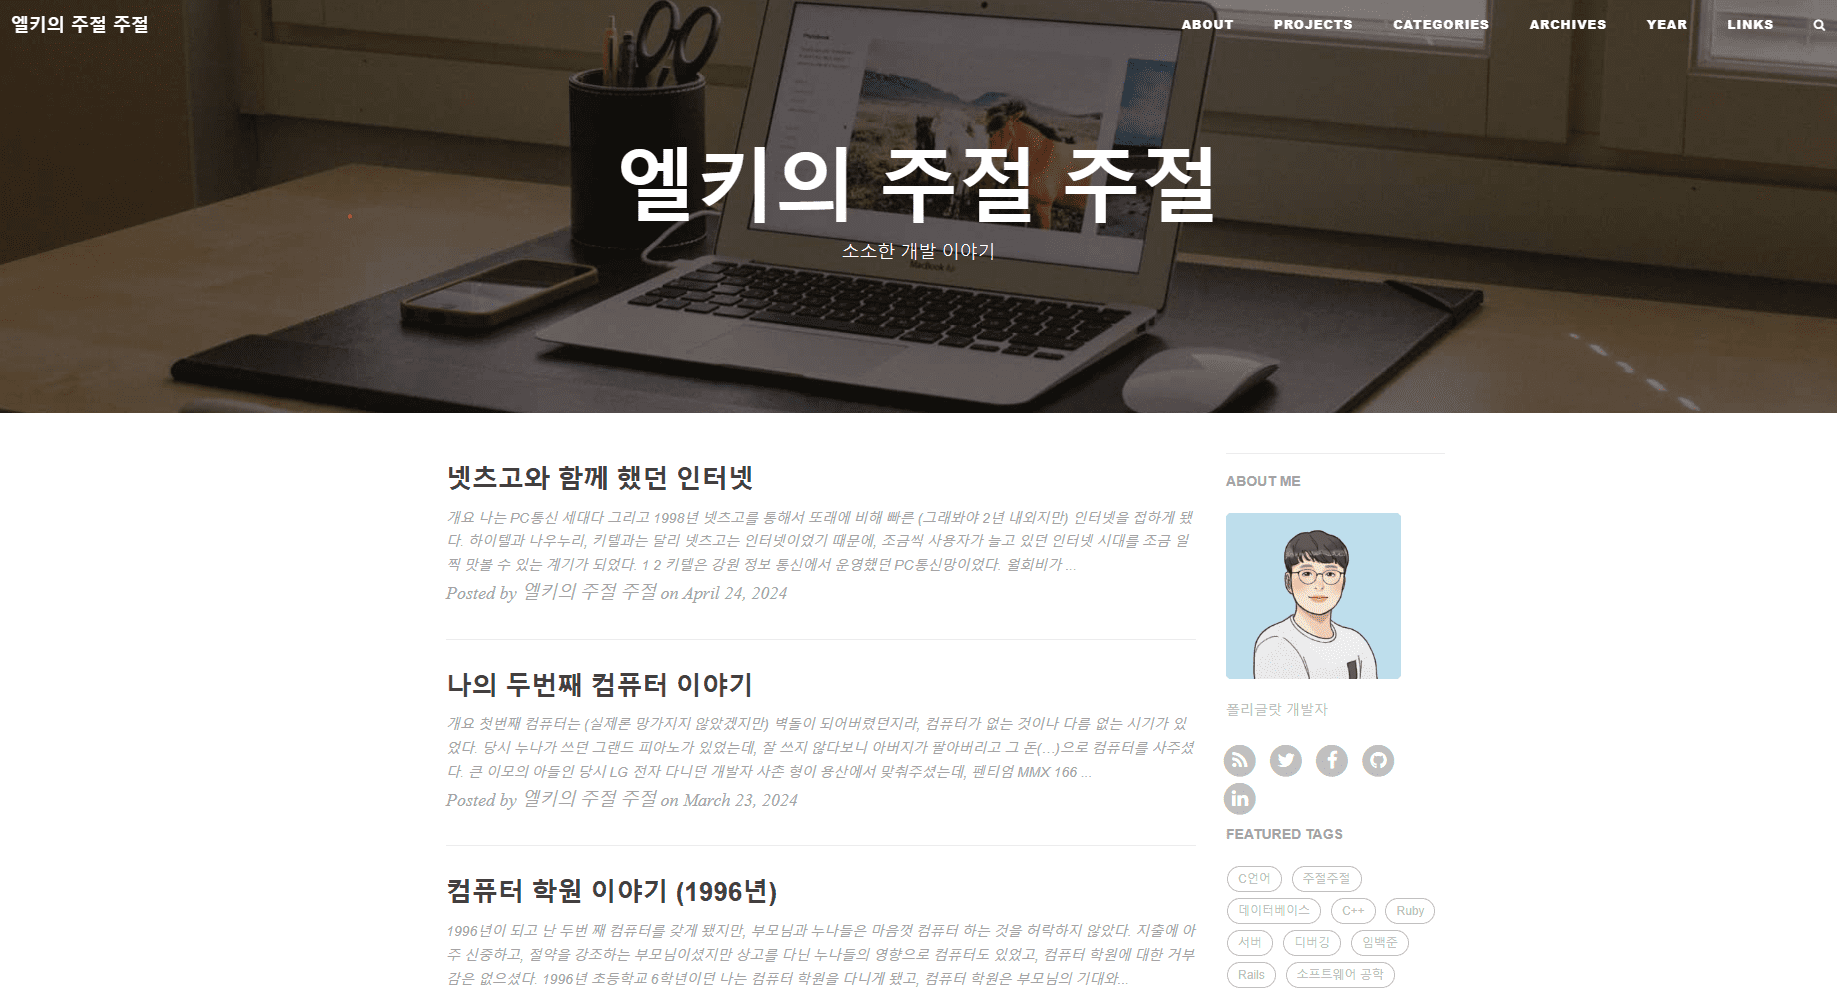 엘키의 주절 주절
ABOUT PROJECTS CATEGORIES ARCHIVES YEAR LINKS
엘키의 주절 주절
소소한 개발 이야기
MacBook Air
넷츠고와 함께 했던 인터넷
개요 나는 PC통신 세대다 그리고 1998년 넷츠고를 통해서 또래에 비해 빠른 (그래봐야 2년 내외지만) 인터넷을 접하게 됐
다. 하이텔과 나우누리, 키텔과는 달리 넷츠고는 인터넷이었기 때문에, 조금씩 사용자가 늘고 있던 인터넷 시대를 조금 일
찍 맛볼 수 있는 계기가 되었다. 1 2 키텔은 강원 정보 통신에서 운영했던 PC통신망이었다. 월회비가 ...
Posted by 엘키의 주절 주절 on April 24, 2024
나의 두번째 컴퓨터 이야기
개요 첫번째 컴퓨터는 (실제론 망가지지 않았겠지만) 벽돌이 되어버렸던지라, 컴퓨터가 없는 것이나 다름 없는 시기가 있
었다. 당시 누나가 쓰던 그랜드 피아노가 있었는데, 잘 쓰지 않다보니 아버지가 팔아버리고 그 돈(…)으로 컴퓨터를 사주셨
다. 큰 이모의 아들인 당시 LG 전자 다니던 개발자 사촌 형이 용산에서 맞춰주셨는데, 펜티엄 MMX 166 ...
Posted by 엘키의 주절 주절 on March 23, 2024
컴퓨터 학원 이야기 (1996년)
1996년이 되고 난 두번 째 컴퓨터를 갖게 됐지만, 부모님과 누나들은 마음껏 컴퓨터 하는 것을 허락하지 않았다. 지출에 아
주 신중하고, 절약을 강조하는 부모님이셨지만 상고를 다닌 누나들의 영향으로 컴퓨터도 있었고, 컴퓨터 학원에 대한 거부
감은 없으셨다. 1996년 초등학교 6학년이던 나는 컴퓨터 학원을 다니게 됐고, 컴퓨터 학원은 부모님의 기대와...
ABOUT ME
폴리글랏 개발자
FEATURED TAGS
C언어 주절주절
데이터베이스 C++ Ruby
서버 디버깅 임백준
Rails 소프트웨어 공학